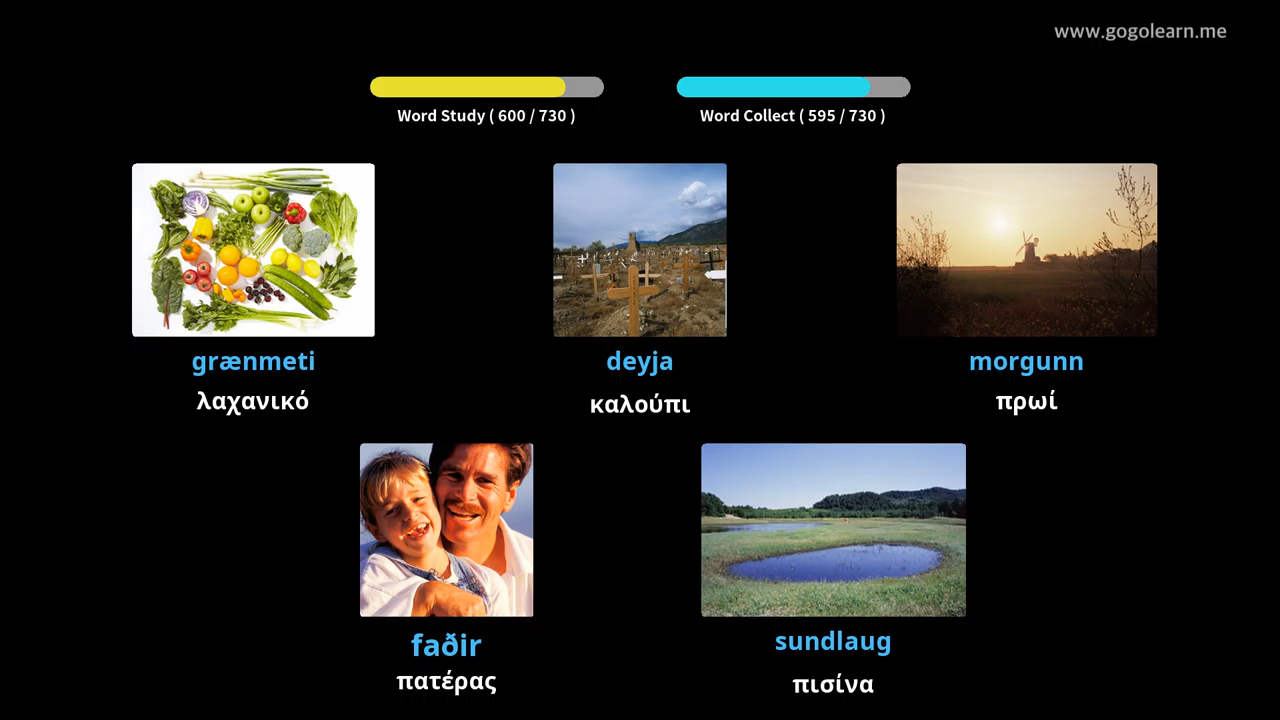 www.gogolearn.me
Word Study ( 600 / 730 )
Word Collect ( 595 / 730 )
grænmeti
deyja
morgunn
λαχανικό
καλούπι
πρωί
faðir
sundlaug
πατέρας
πισίνα